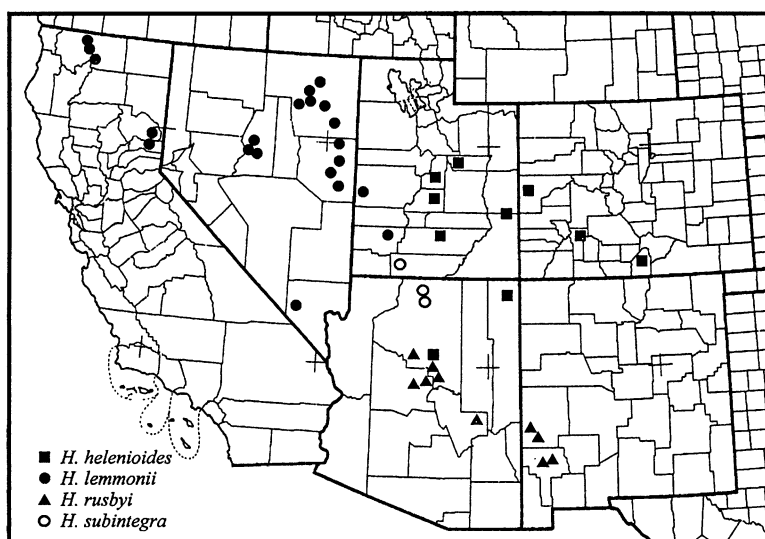 H. helenioides
H. lemmonii
H. rusbyi
H. subintegra